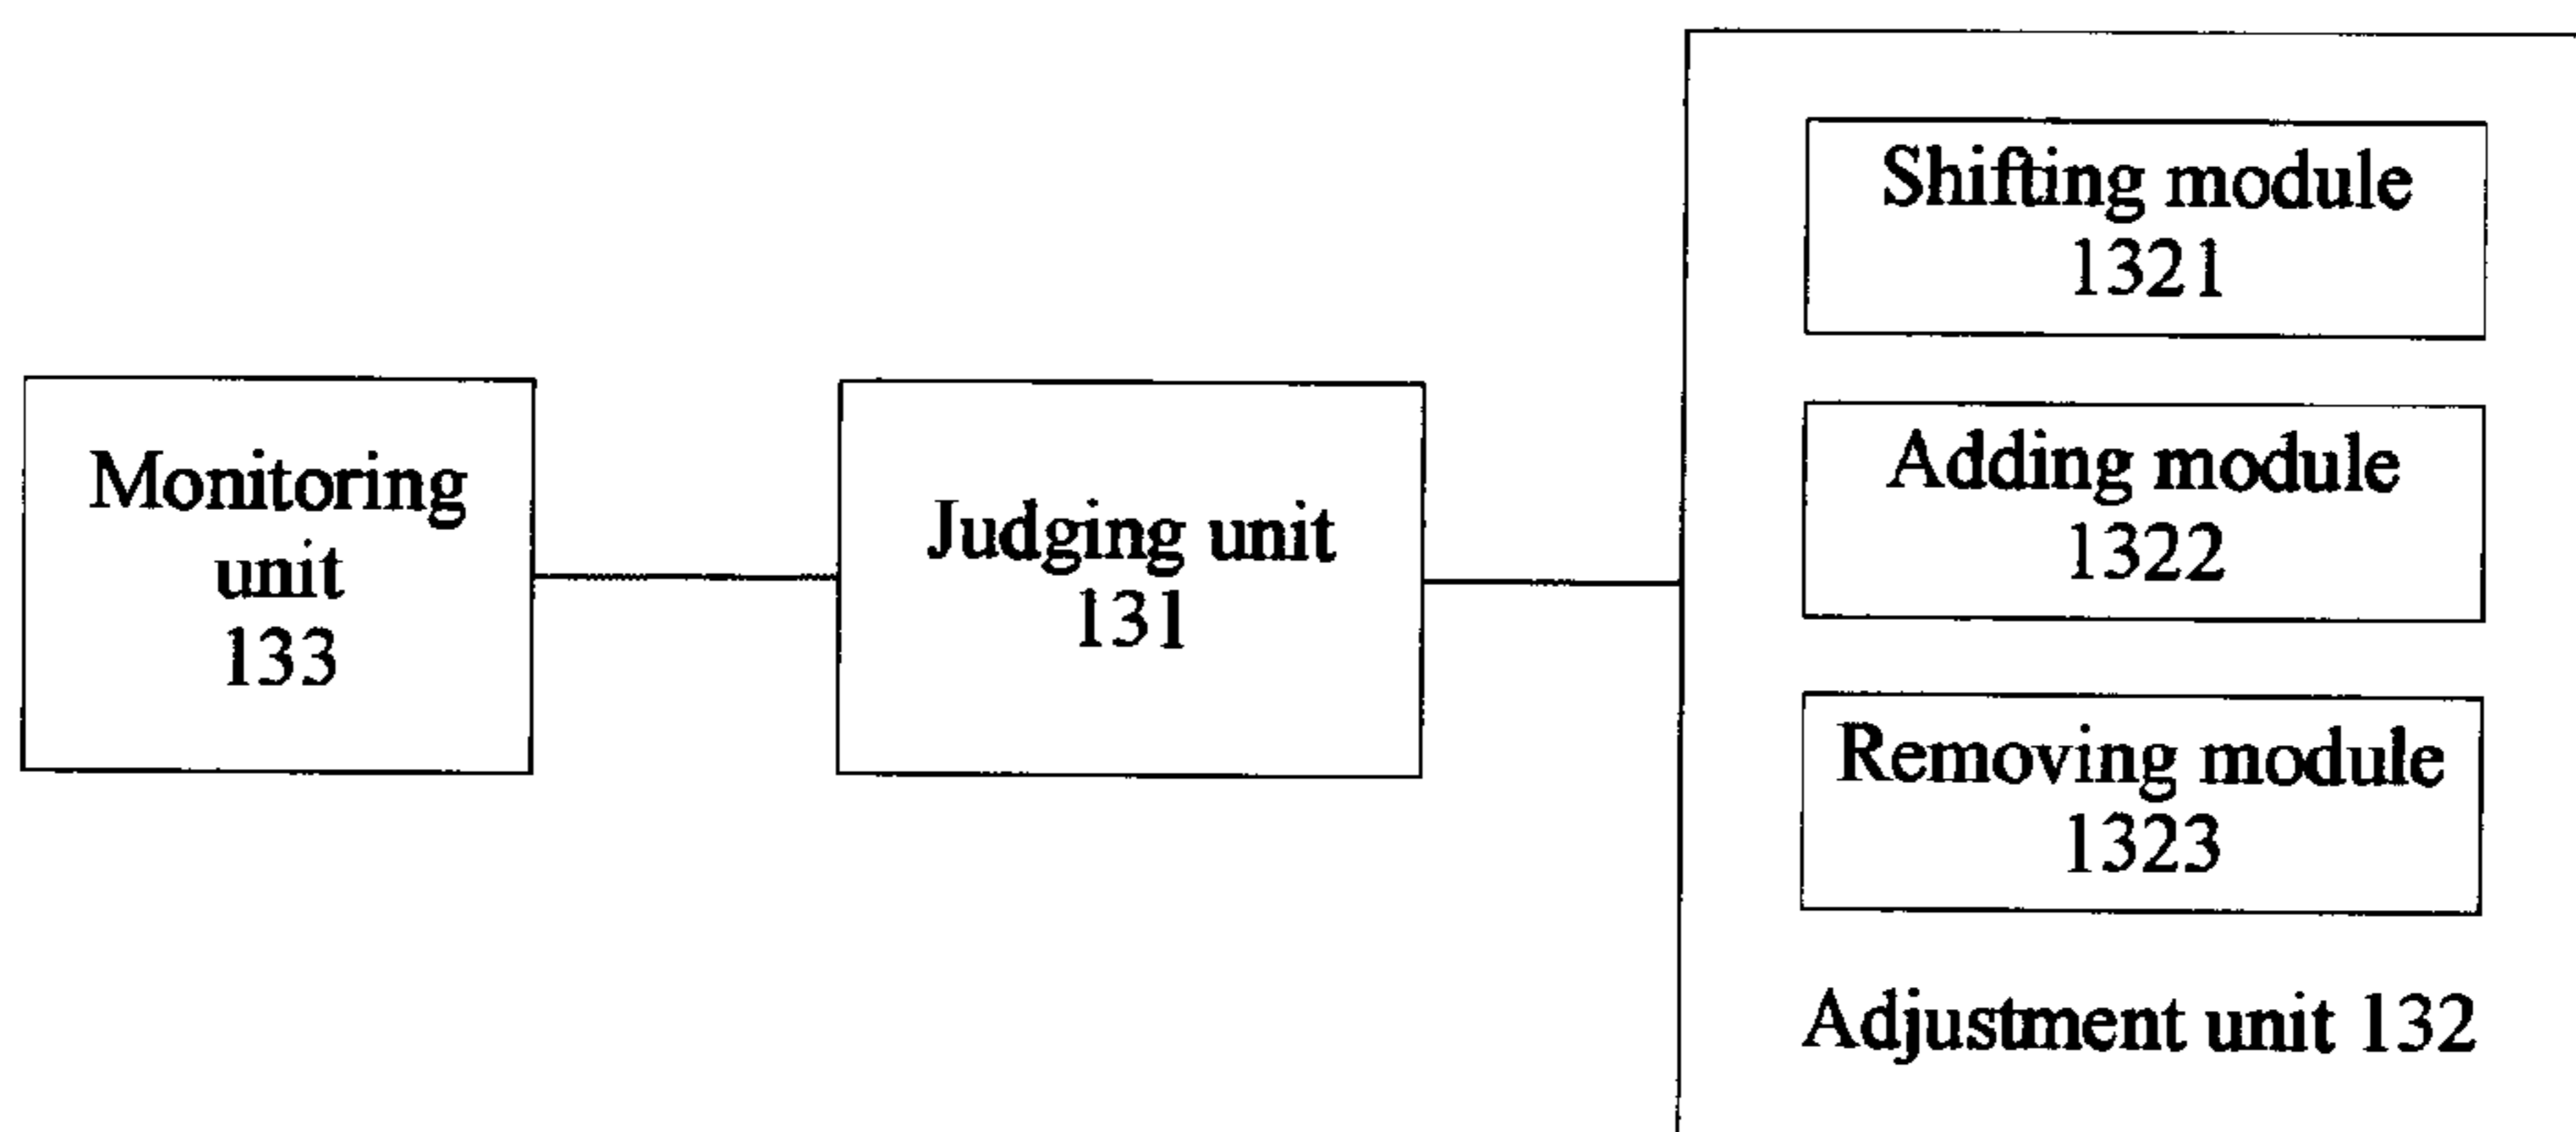 Monitoring
unit
133
Judging unit
131
Shifting module
1321
Adding module
1322
Removing module
1323
Adjustment unit 132